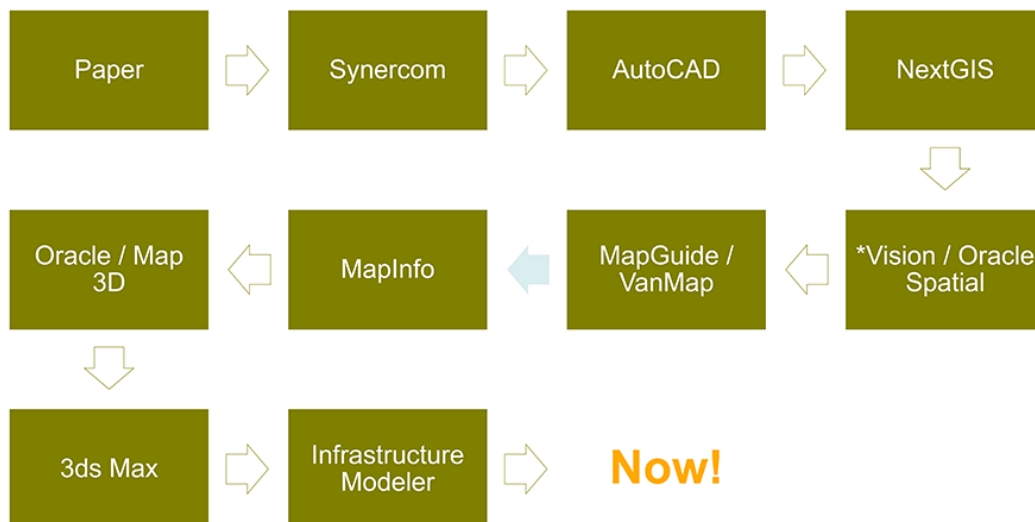 Paper
Synercom
AutoCAD
NextGIS
*Vision / Oracle
Spatial
MapGuide /
VanMap
MapInfo
Oracle / Map
3D
3ds Max
Infrastructure
Modeler
Now!